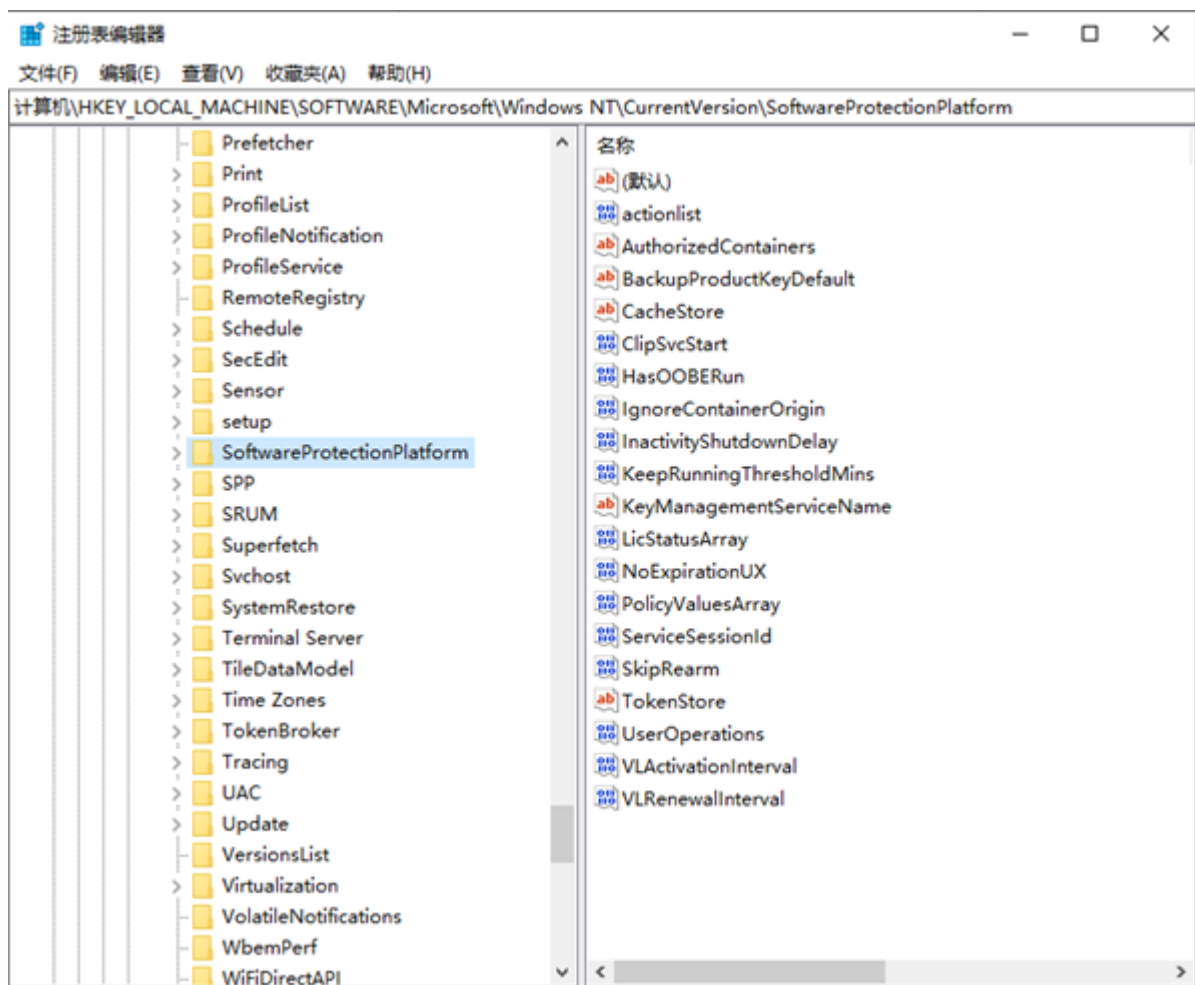 注册表编辑器
文件(F) 编辑(E) 查看(V) 收藏夹(A) 帮助(H)
计算机\HKEY_LOCAL_MACHINE\SOFTWARE\Microsoft\Windows NT\CurrentVersion\SoftwareProtectionPlatform
Prefetcher
Print
ProfileList
ProfileNotification
ProfileService
RemoteRegistry
Schedule
SecEdit
Sensor
setup
SoftwareProtectionPlatform
SPP
SRUM
Superfetch
Svchost
SystemRestore
Terminal Server
TileDataModel
Time Zones
TokenBroker
Tracing
UAC
Update
VersionsList
Virtualization
VolatileNotifications
WbemPerf
WiFiDirectAPI
名称
(默认)
actionlist
AuthorizedContainers
BackupProductKeyDefault
CacheStore
ClipSvcStart
HasOOBERun
IgnoreContainerOrigin
InactivityShutdownDelay
KeepRunningThresholdMins
KeyManagementServiceName
LicStatusArray
NoExpirationUX
PolicyValuesArray
ServiceSessionId
SkipRearm
TokenStore
UserOperations
VLActivationInterval
VLRenewalInterval